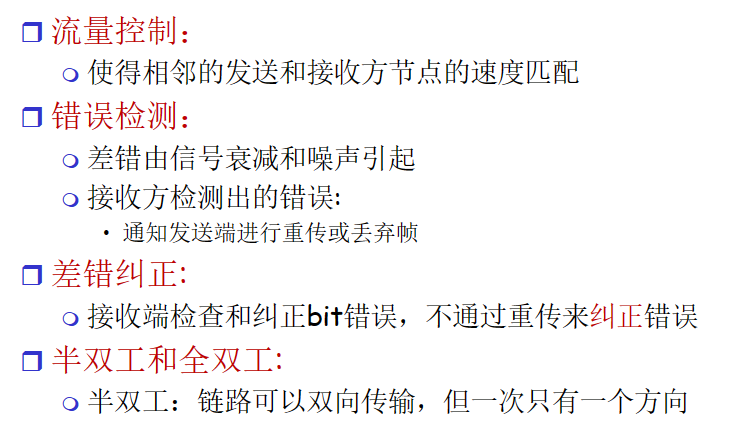 流量控制：
使得相邻的发送和接收方节点的速度匹配
错误检测：
差错由信号衰减和噪声引起
接收方检测出的错误:
• 通知发送端进行重传或丢弃帧
差错纠正:
接收端检查和纠正bit错误，不通过重传来纠正错误
半双工和全双工:
半双工：链路可以双向传输，但一次只有一个方向